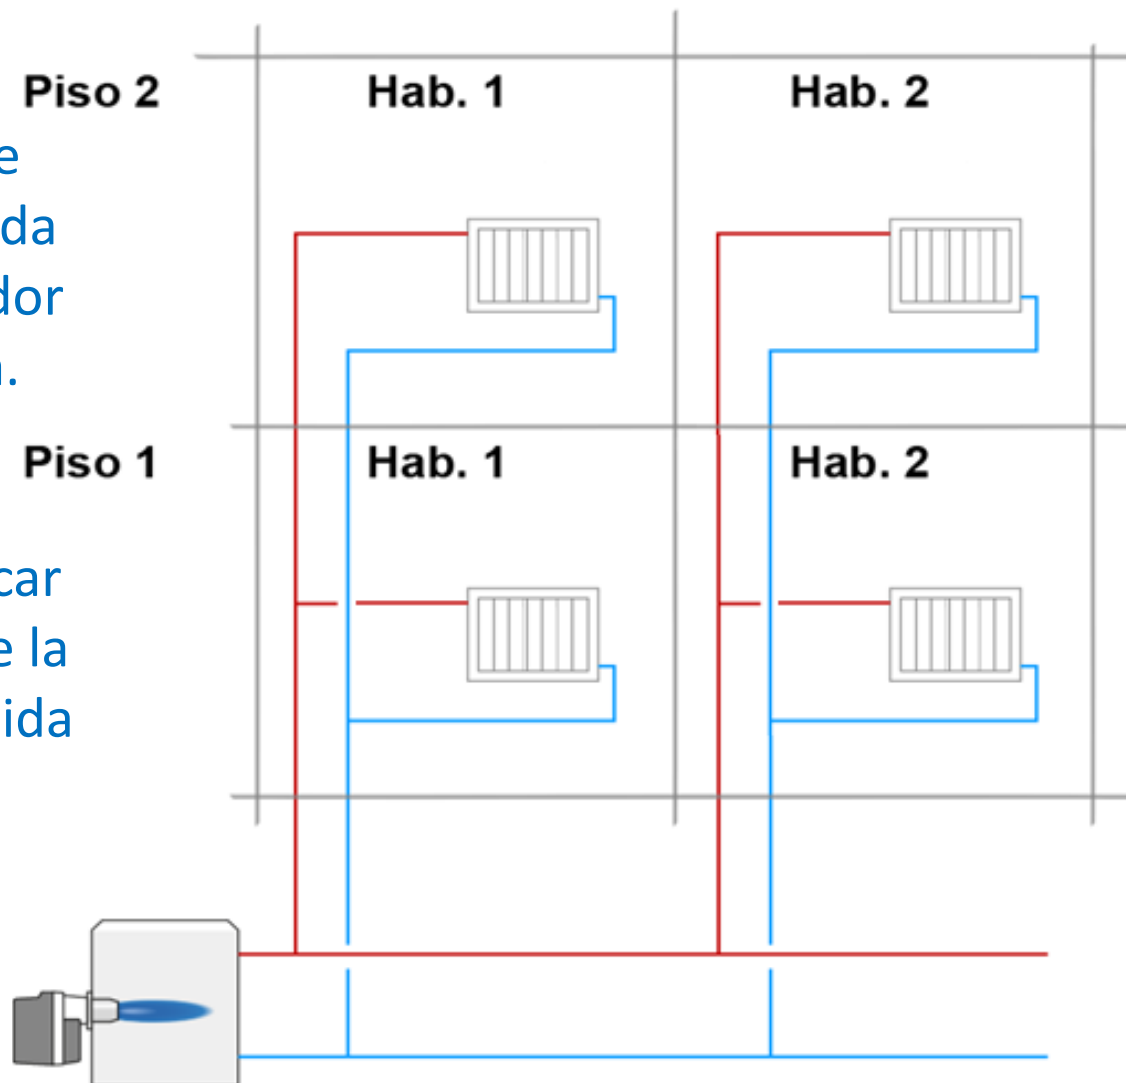 Piso 2 Hab. 1 Hab. 2
e
da
dor
Piso 1 Hab. 1 Hab. 2
car
e la
ida